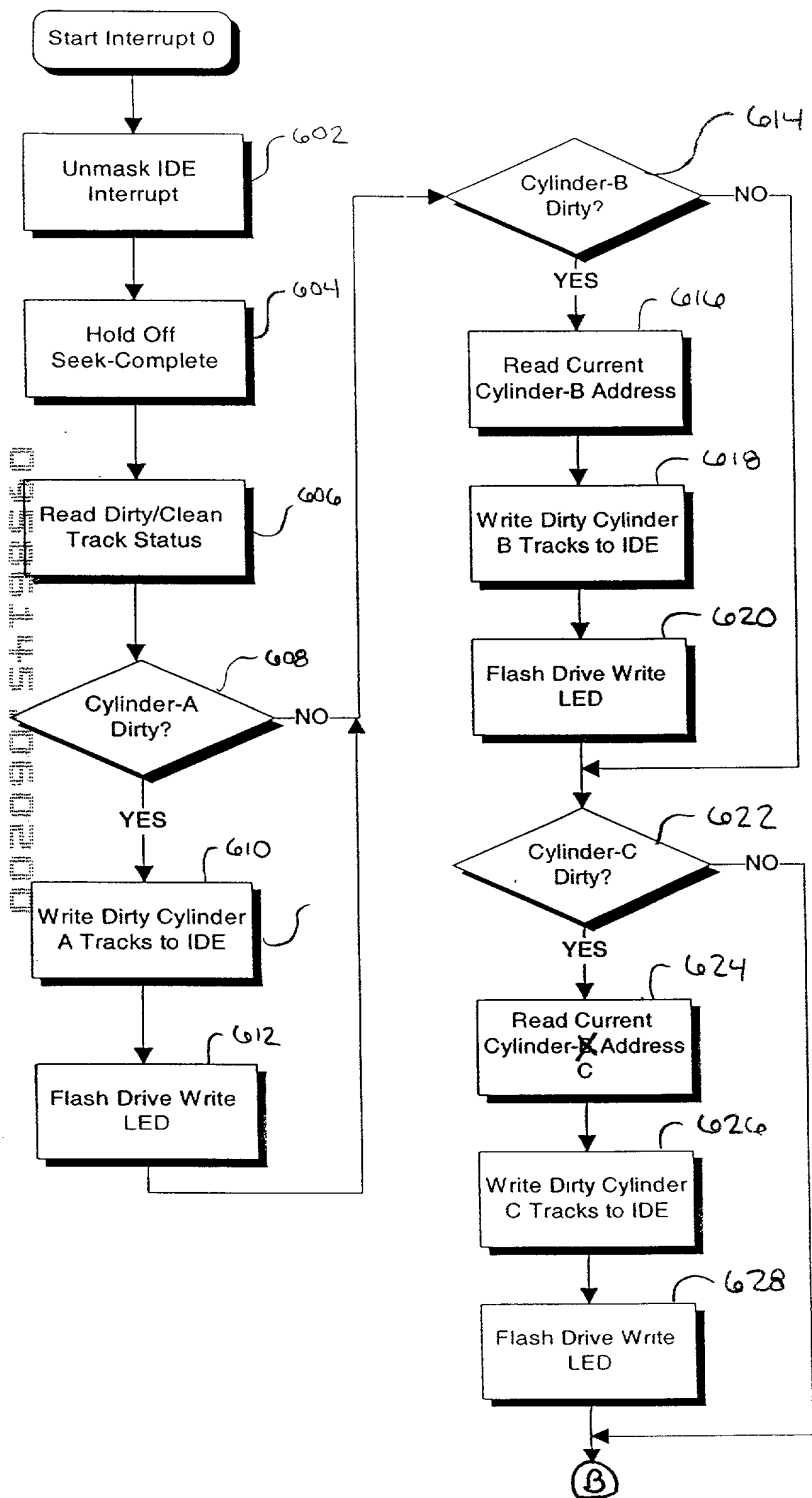 Start Interrupt 0
602
Unmask IDE
Interrupt
604
Hold Off
Seek-Complete
606
Read Dirty/Clean
Track Status
608
Cylinder-A
Dirty?
NO
YES
610
Write Dirty Cylinder
A Tracks to IDE
612
Flash Drive Write
LED
614
Cylinder-B
Dirty?
NO
YES
616
Read Current
Cylinder-B Address
618
Write Dirty Cylinder
B Tracks to IDE
620
Flash Drive Write
LED
622
Cylinder-C
Dirty?
NO
YES
624
Read Current
Cylinder-B Address
C
626
Write Dirty Cylinder
C Tracks to IDE
628
Flash Drive Write
LED
B